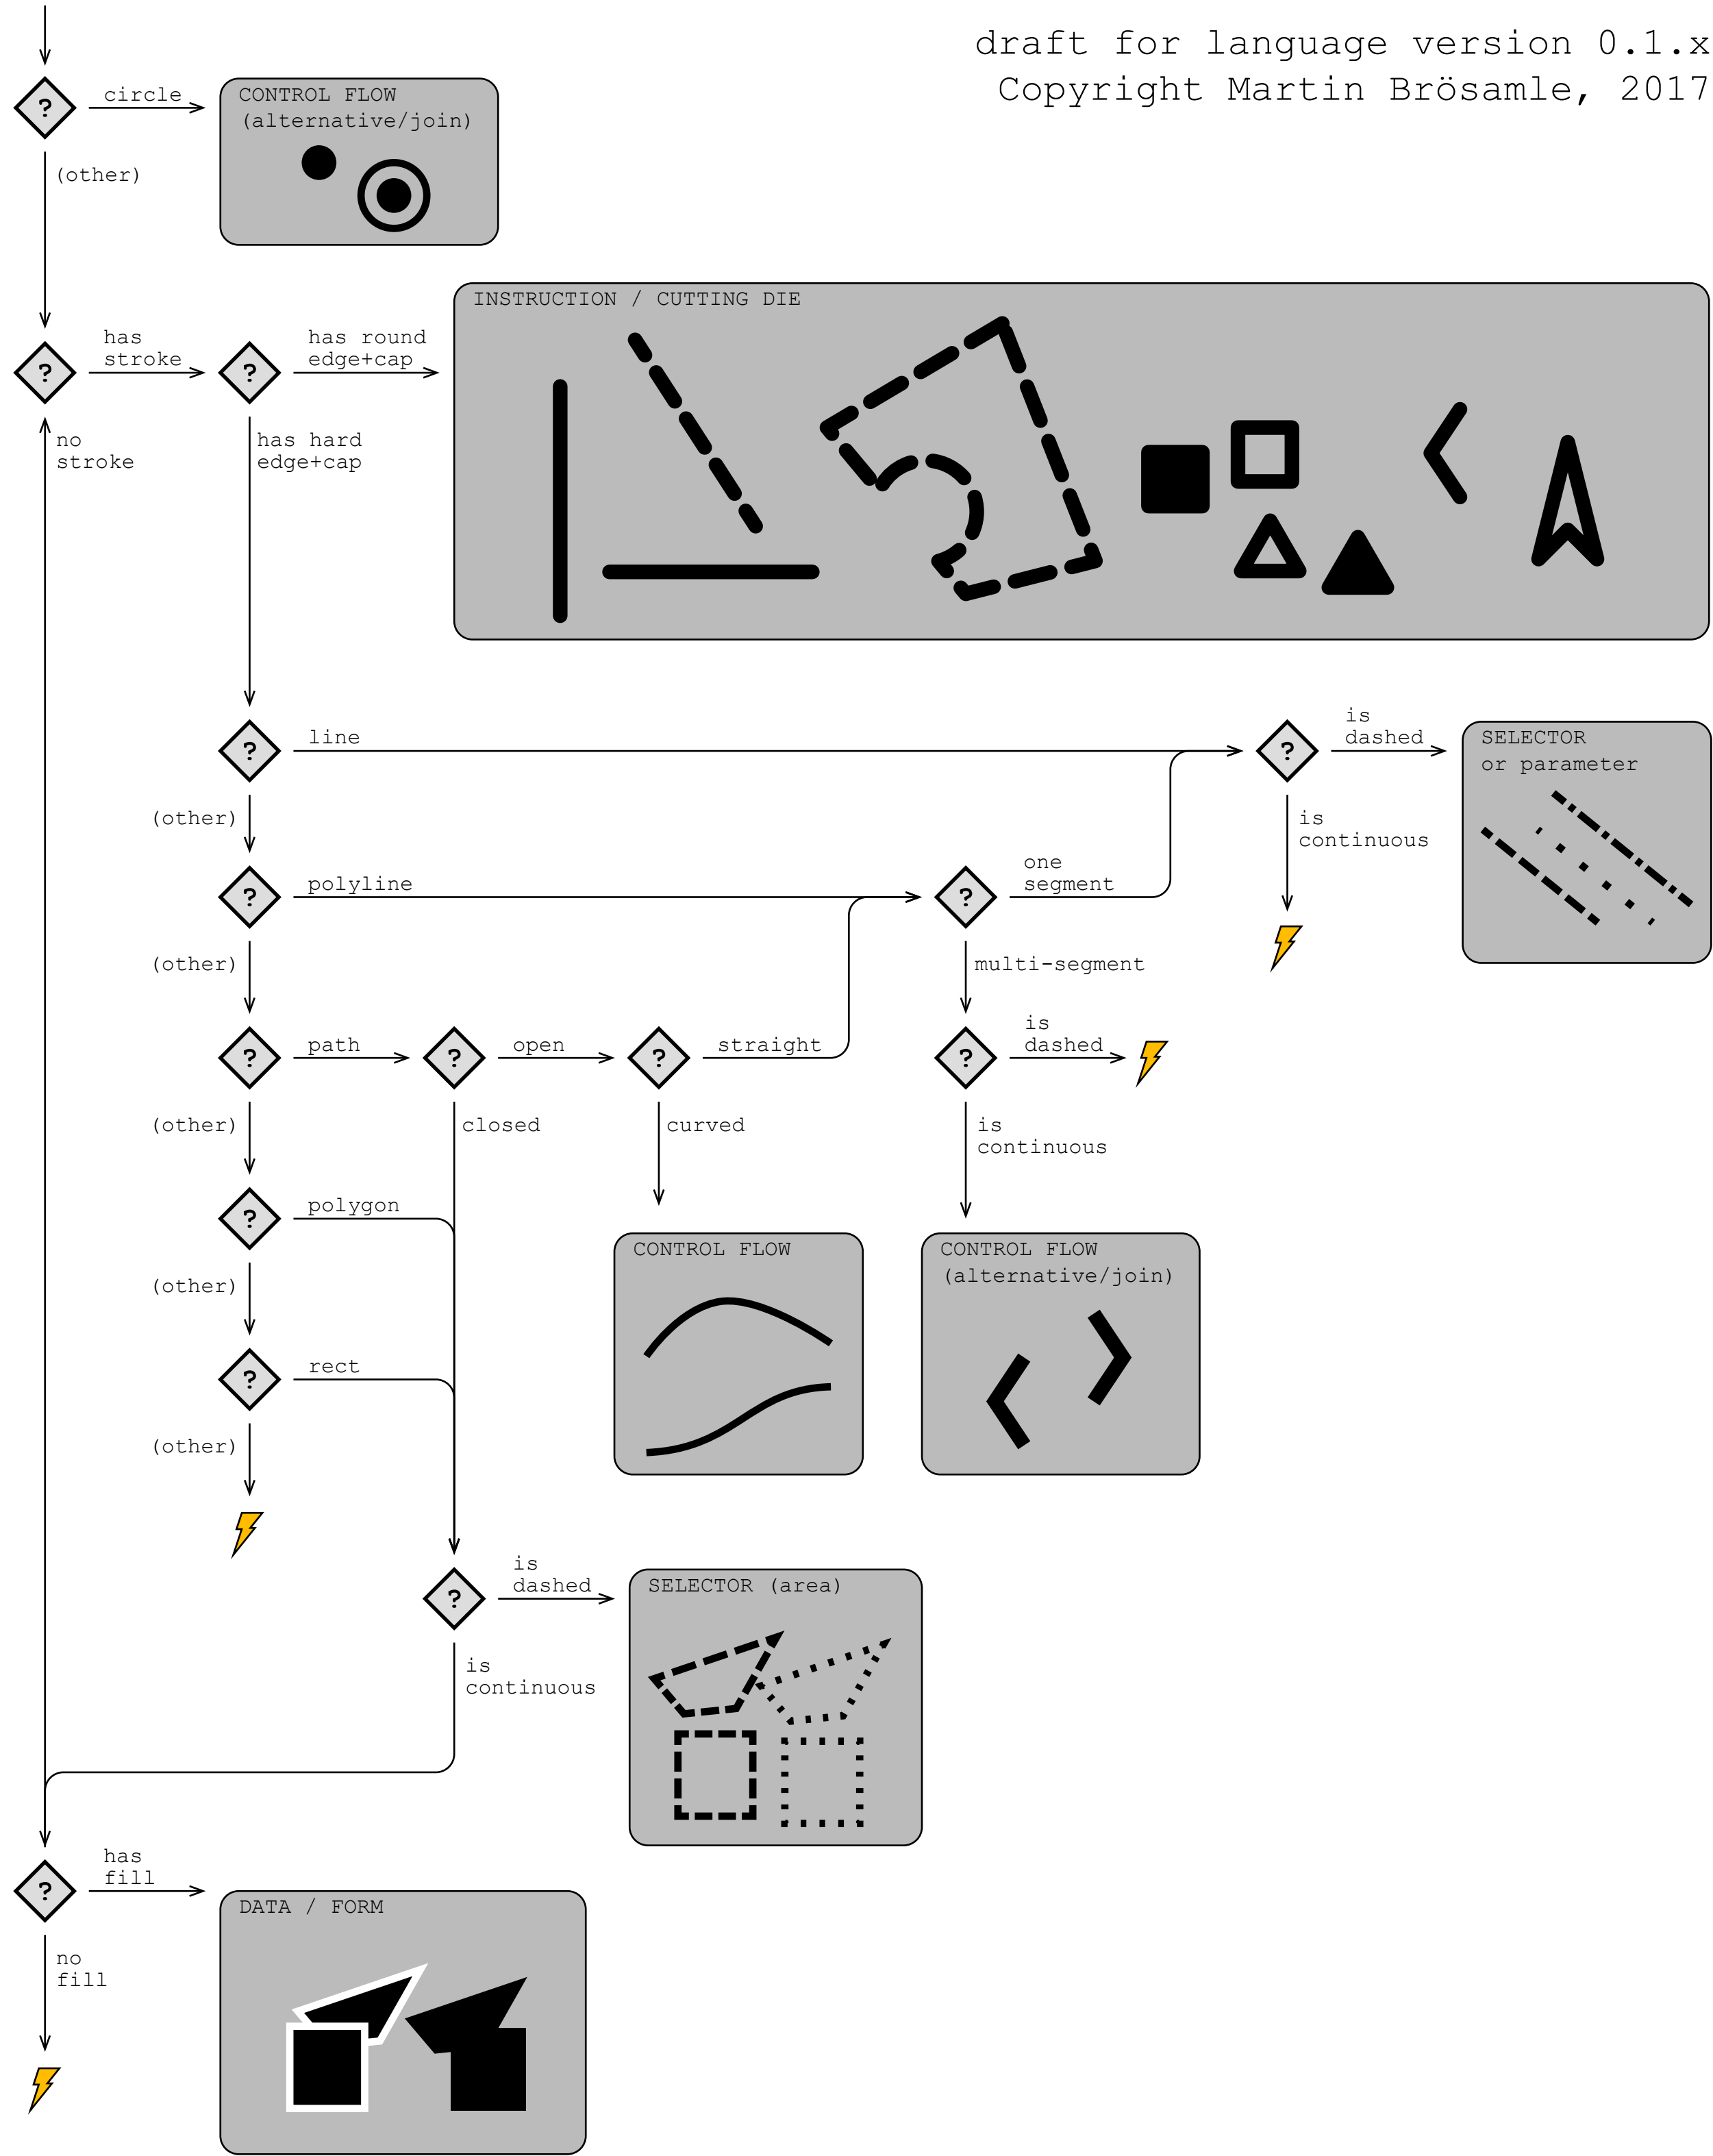 draft for language version 0.1.x
Copyright Martin Brösamle, 2017
?
circle
CONTROL FLOW
(alternative/join)
(other)
?
has
stroke
?
has round
edge+cap
INSTRUCTION / CUTTING DIE
no
stroke
has hard
edge+cap
?
line
?
is
dashed
SELECTOR
or parameter
(other)
is
continuous
?
polyline
?
one
segment
(other)
multi-segment
?
path
?
open
?
straight
?
is
dashed
(other)
closed
curved
is
continuous
?
polygon
CONTROL FLOW
CONTROL FLOW
(alternative/join)
(other)
?
rect
(other)
?
is
dashed
SELECTOR (area)
is
continuous
?
has
fill
DATA / FORM
no
fill